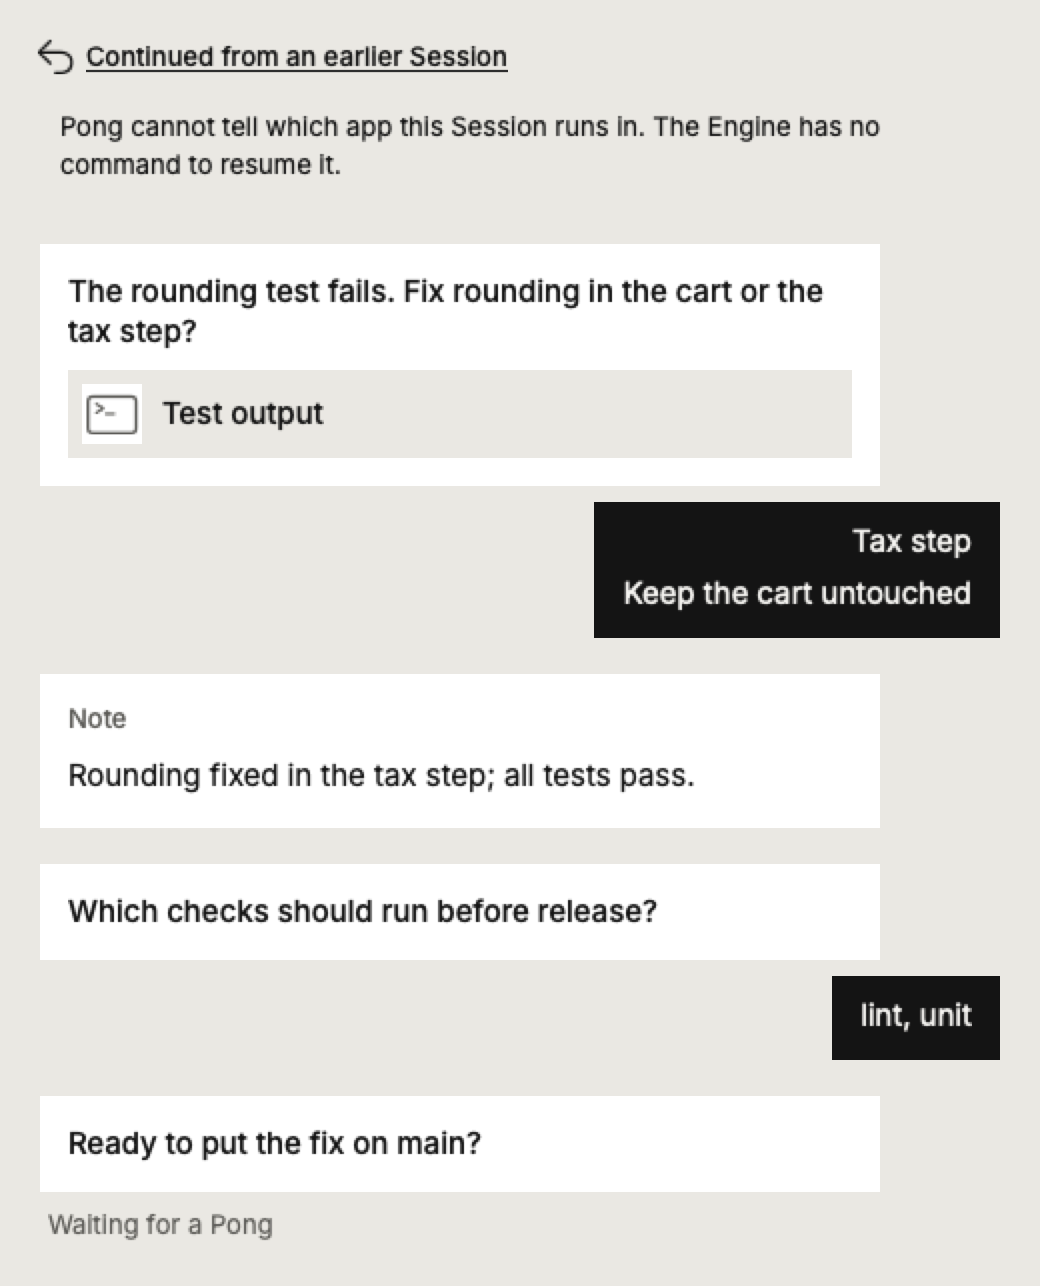 Continued from an earlier Session
Pong cannot tell which app this Session runs in. The Engine has no
command to resume it.
The rounding test fails. Fix rounding in the cart or the
tax step?
>_
Test output
Tax step
Keep the cart untouched
Note
Rounding fixed in the tax step; all tests pass.
Which checks should run before release?
lint, unit
Ready to put the fix on main?
Waiting for a Pong